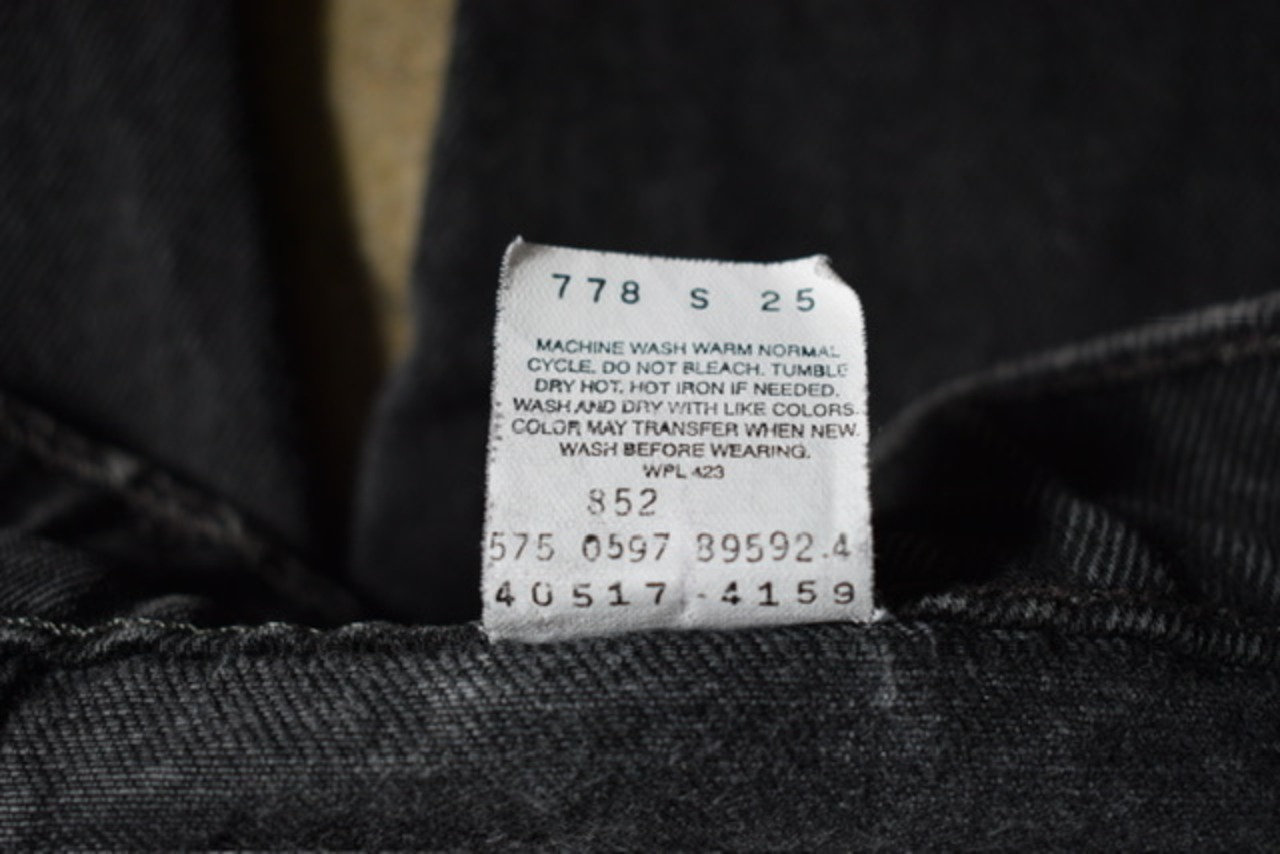 778 S 25
MACHINE WASH WARM NORMAL
CYCLE. DO NOT BLEACH. TUMBLE
DRY HOT. HOT IRON IF NEEDED.
WASH AND DRY WITH LIKE COLORS.
COLOR MAY TRANSFER WHEN NEW.
WASH BEFORE WEARING.
WPL 423
852
575 0597 89592.4
40517-4159